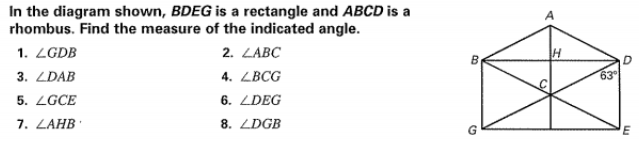 In the diagram shown, BDEG is a rectangle and ABCD is a
rhombus. Find the measure of the indicated angle.
1. ∠GDB 2. ∠ABC
3. ∠DAB 4. ∠BCG
5. ∠GCE 6. ∠DEG
7. ∠AHB 8. ∠DGB
A
B H D
63°
C
G E